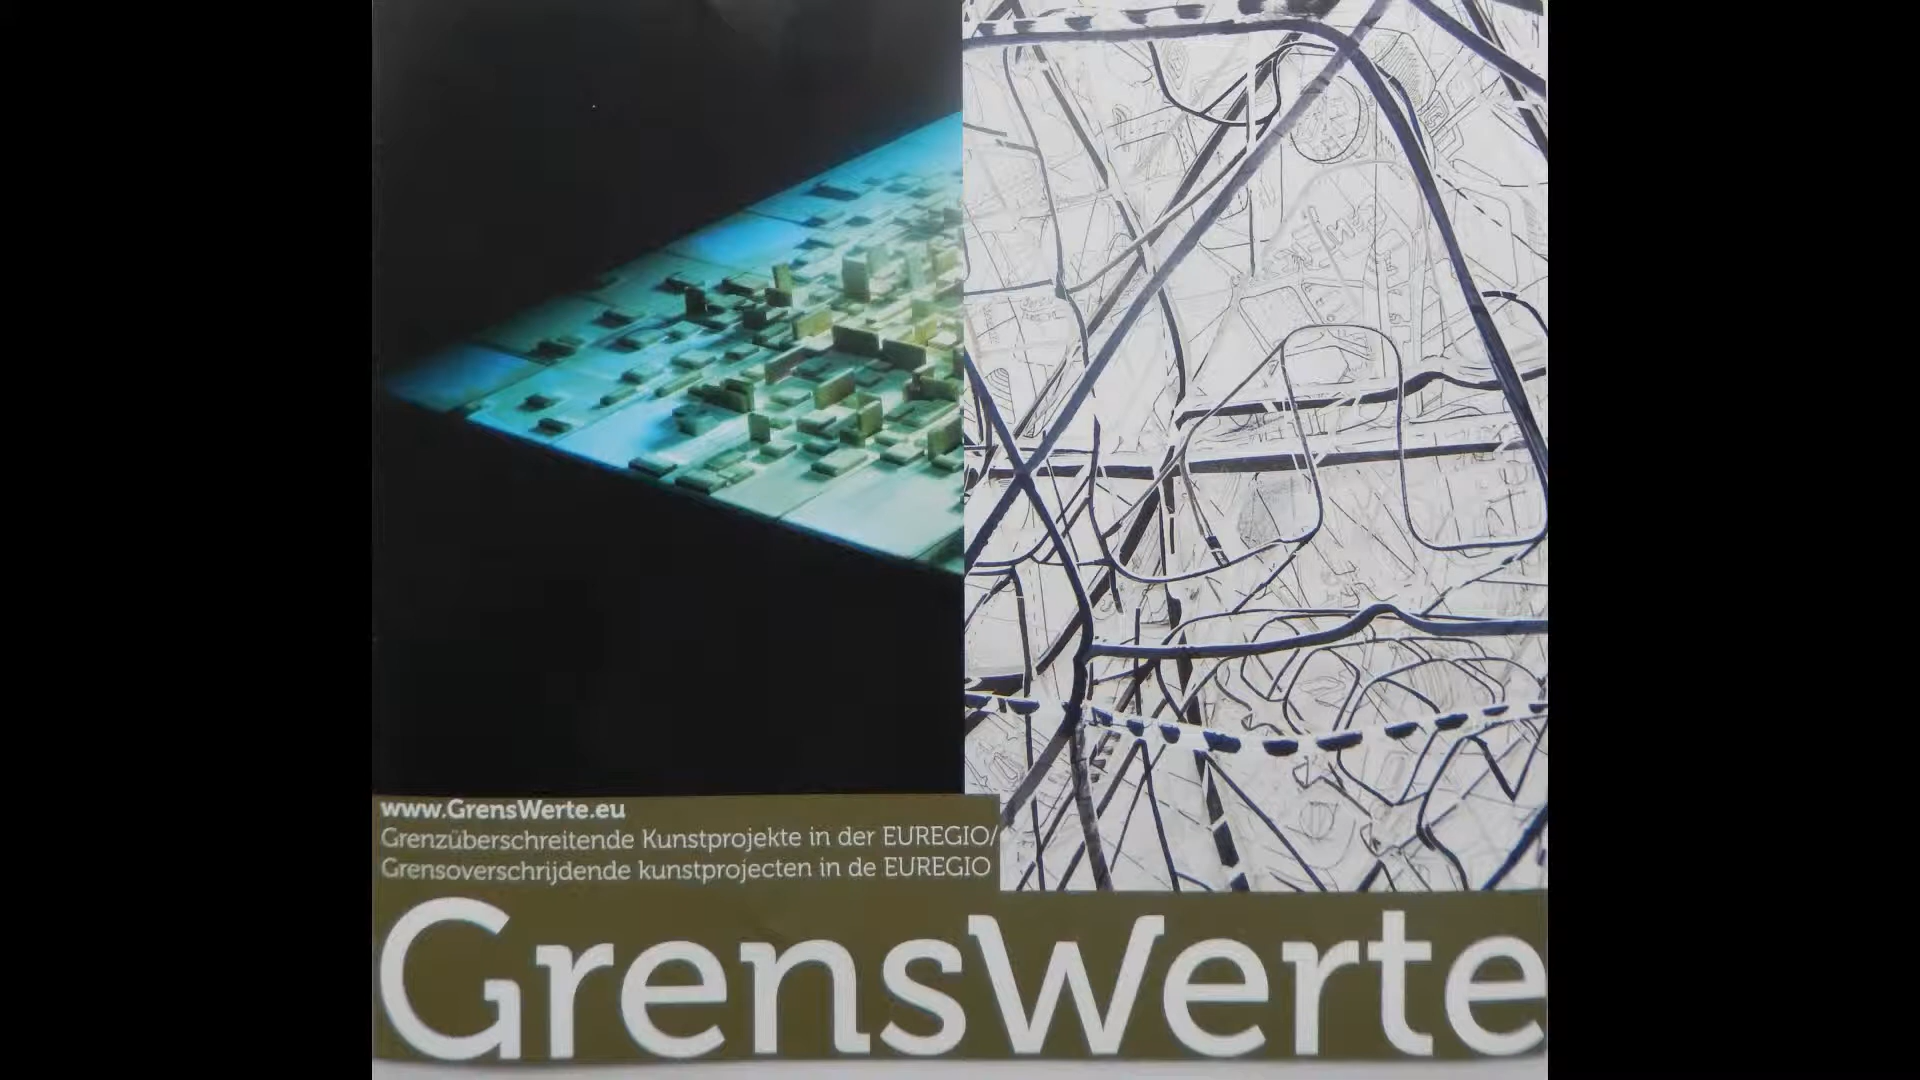 www.GrensWerte.eu
Grenzüberschreitende Kunstprojekte in der EUREGIO/
Grensoverschrijdende kunstprojecten in de EUREGIO
GrensWerte